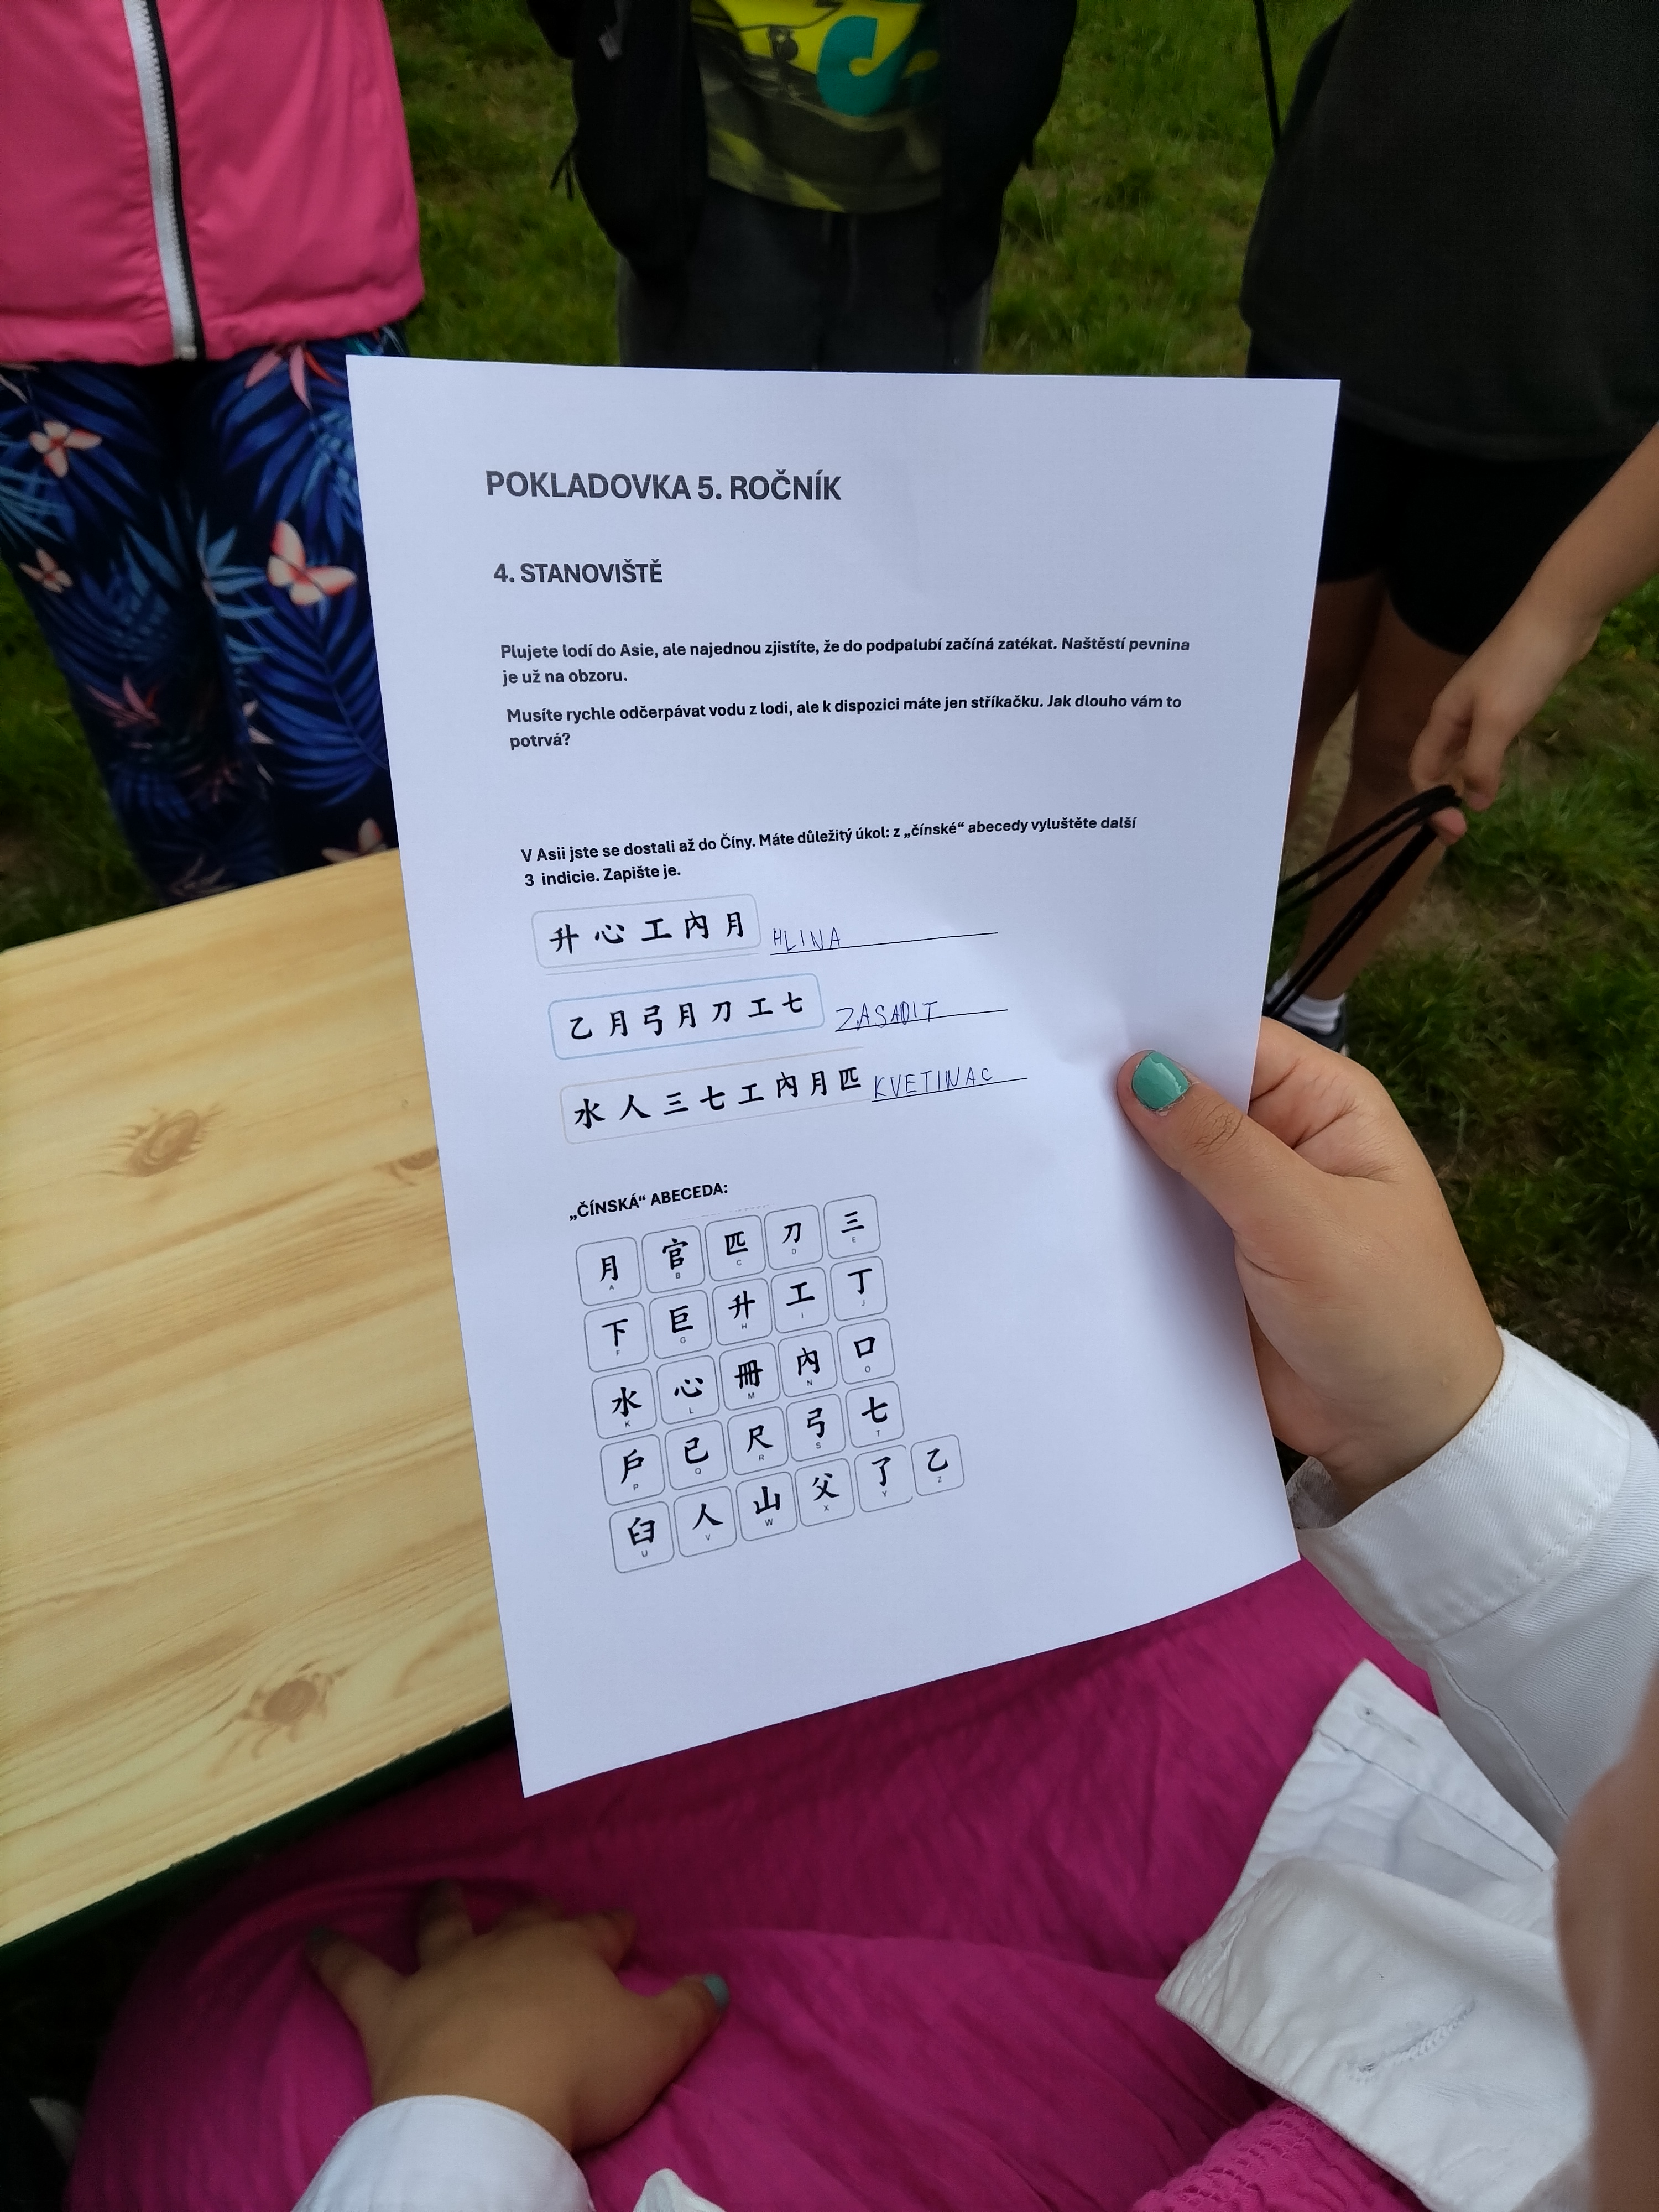 POKLADOVKA 5. ROČNÍK
4. STANOVIŠTĚ
Plujete lodí do Asie, ale najednou zjistíte, že do podpalubí začíná zatékat. Naštěstí pevnina
je už na obzoru.
Musíte rychle odčerpávat vodu z lodi, ale k dispozici máte jen stříkačku. Jak dlouho vám to
potrvá?
V Asii jste se dostali až do Číny. Máte důležitý úkol: z „čínské“ abecedy vyluštěte další
3 indicie. Zapište je.
升 心 工 內 月 HLINA
乙 月 弓 月 刀 工 七 ZASADIT
水 人 三 七 工 內 月 匹 KVETINAC
„ČÍNSKÁ“ ABECEDA:
月 官 匹 刀 三
A B C D E
下 巨 升 工 丁
F G H I J
水 心 冊 內 口
K L M N O
戶 已 尺 弓 七
P Q R S T
臼 人 山 父 了 乙
U V W X Y Z